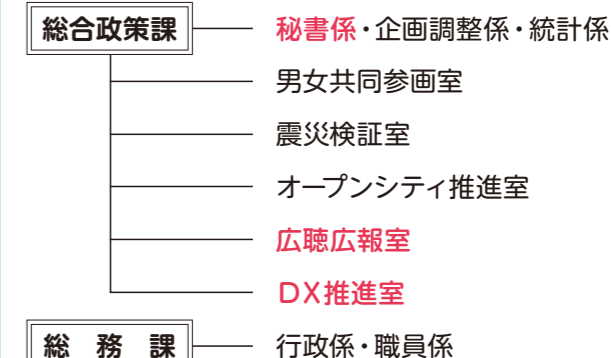 総合政策課 秘書係・企画調整係・統計係
男女共同参画室
震災検証室
オープンシティ推進室
広聴広報室
DX推進室
総務課 行政係・職員係